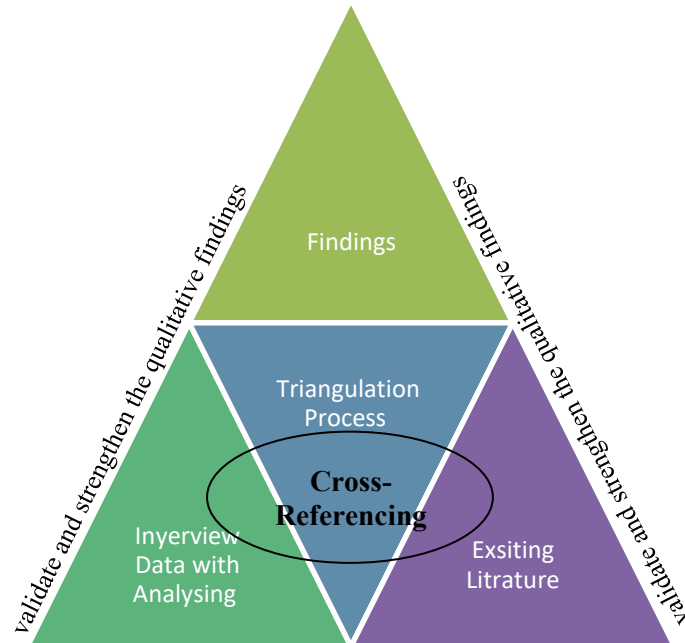 validate and strengthen the qualitative findings
validate and strengthen the qualitative findings
Findings
Triangulation
Process
Cross-
Referencing
Inyerview
Data with
Analysing
Exsiting
Litrature